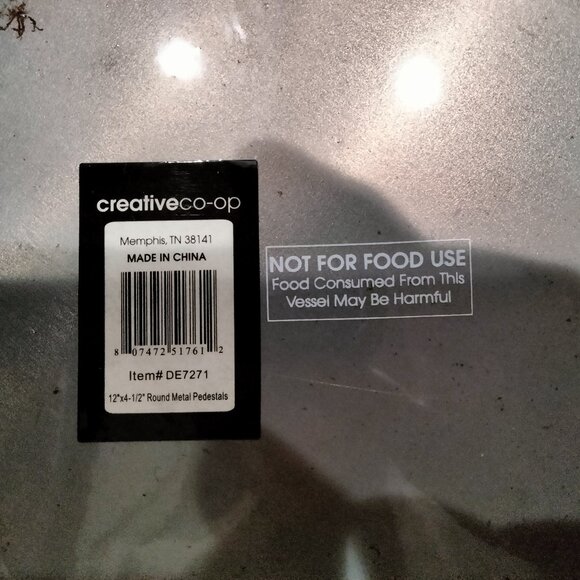 creativeco-op
Memphis, TN 38141
MADE IN CHINA
8 07472 51761 2
Item# DE7271
12"x4-1/2" Round Metal Pedestals
NOT FOR FOOD USE
Food Consumed From This
Vessel May Be Harmful